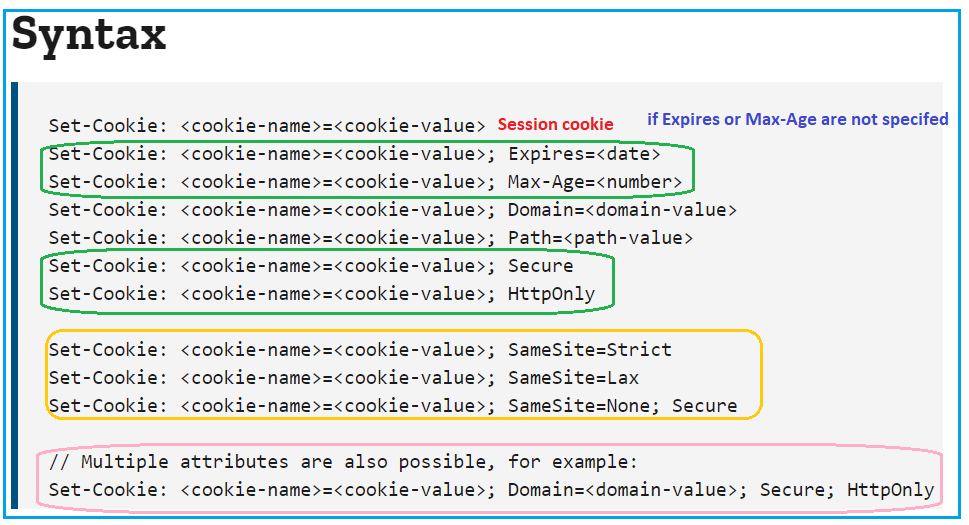 Syntax
Set-Cookie: <cookie-name>=<cookie-value> Session cookie if Expires or Max-Age are not specifed
Set-Cookie: <cookie-name>=<cookie-value>; Expires=<date>
Set-Cookie: <cookie-name>=<cookie-value>; Max-Age=<number>
Set-Cookie: <cookie-name>=<cookie-value>; Domain=<domain-value>
Set-Cookie: <cookie-name>=<cookie-value>; Path=<path-value>
Set-Cookie: <cookie-name>=<cookie-value>; Secure
Set-Cookie: <cookie-name>=<cookie-value>; HttpOnly
Set-Cookie: <cookie-name>=<cookie-value>; SameSite=Strict
Set-Cookie: <cookie-name>=<cookie-value>; SameSite=Lax
Set-Cookie: <cookie-name>=<cookie-value>; SameSite=None; Secure
// Multiple attributes are also possible, for example:
Set-Cookie: <cookie-name>=<cookie-value>; Domain=<domain-value>; Secure; HttpOnly